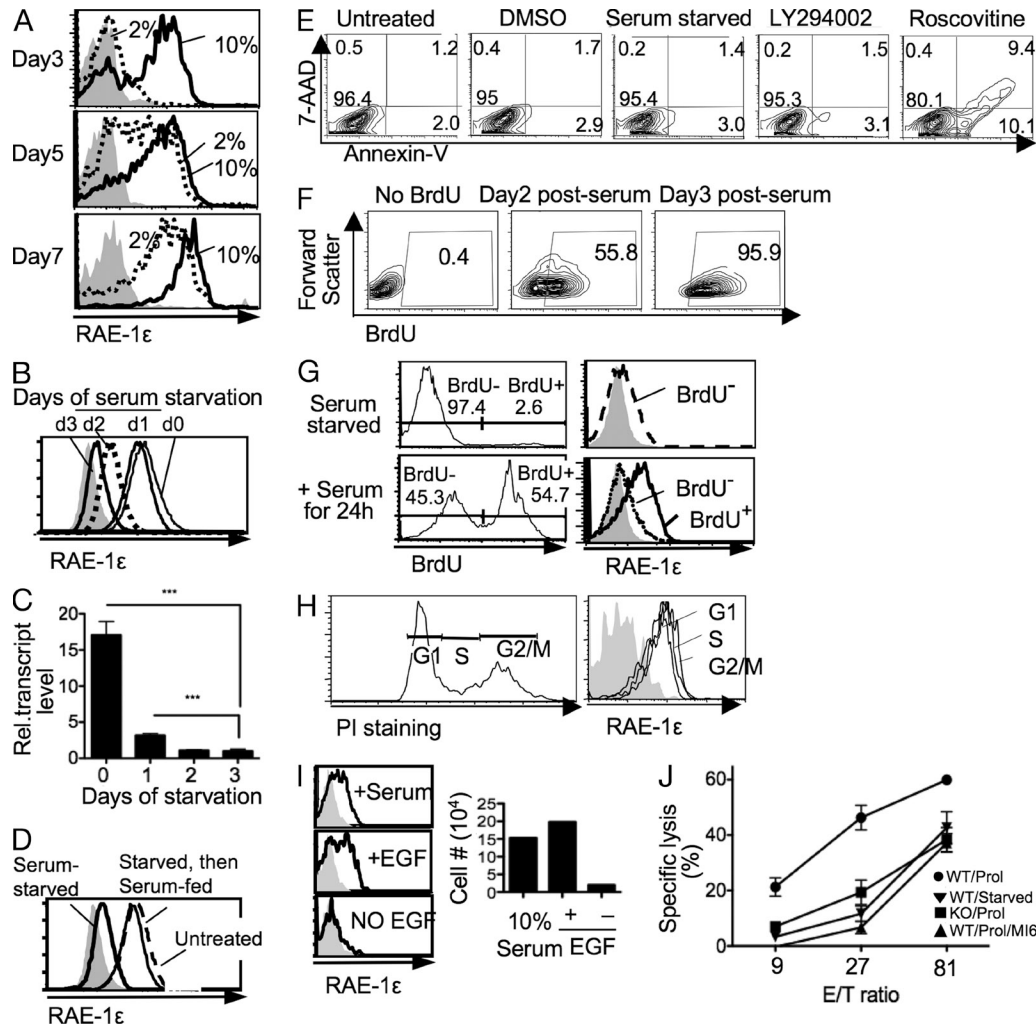 A
Day3
2%
10%
Day5
2%
10%
Day7
2%
10%
RAE-1ε
B
Days of serum starvation
d3 d2 d1 d0
RAE-1ε
C
Rel.transcript level
20
15
10
5
0
0 1 2 3
Days of starvation
***
***
D
Serum-starved
Starved, then Serum-fed
Untreated
RAE-1ε
E
Untreated DMSO Serum starved LY294002 Roscovitine
0.5 1.2 0.4 1.7 0.2 1.4 0.2 1.5 0.4 9.4
96.4 95 95.4 95.3 80.1
2.0 2.9 3.0 3.1 10.1
7-AAD
Annexin-V
F
No BrdU Day2 post-serum Day3 post-serum
0.4 55.8 95.9
Forward Scatter
BrdU
G
Serum starved
BrdU- 97.4
BrdU+ 2.6
BrdU-
+ Serum for 24h
BrdU- 45.3
BrdU+ 54.7
BrdU-
BrdU+
BrdU
RAE-1ε
H
G1 S G2/M
PI staining
G1
S
G2/M
RAE-1ε
I
+Serum
+EGF
NO EGF
RAE-1ε
Cell # (10⁴)
25
20
15
10
5
0
10% + −
Serum EGF
J
Specific lysis (%)
60
40
20
0
9 27 81
E/T ratio
WT/Prol
WT/Starved
KO/Prol
WT/Prol/MI6